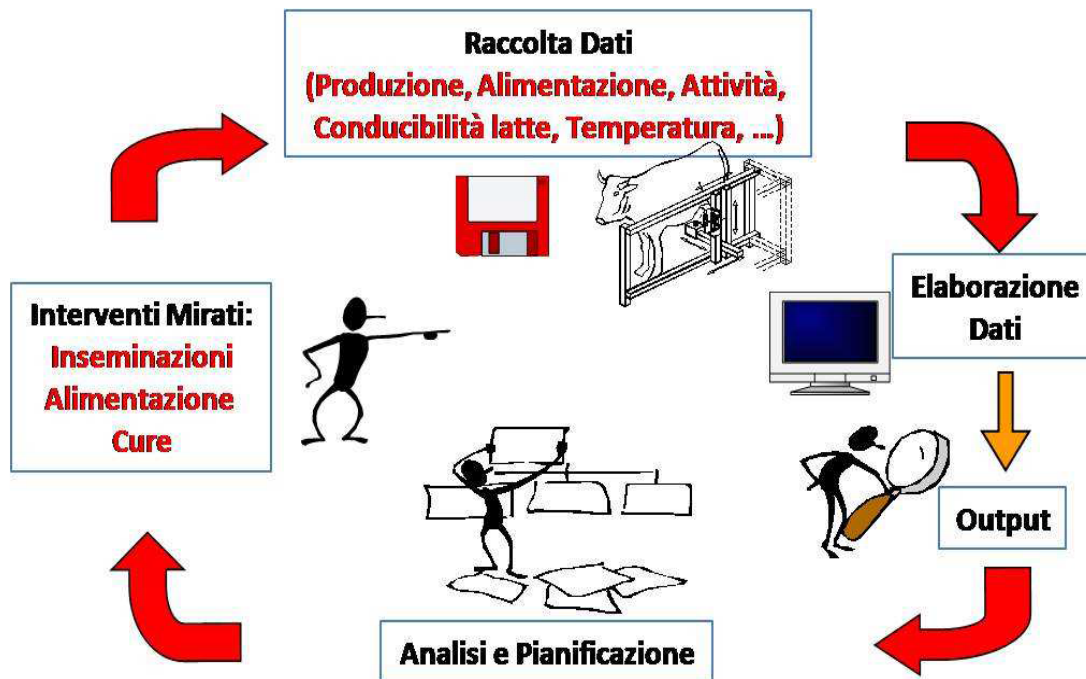 Raccolta Dati
(Produzione, Alimentazione, Attività,
Conducibilità latte, Temperatura, ...)
Elaborazione
Dati
Output
Analisi e Pianificazione
Interventi Mirati:
Inseminazioni
Alimentazione
Cure